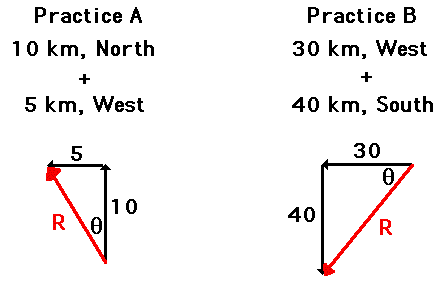 Practice A
10 km, North
+
5 km, West
5
10
θ
R
Practice B
30 km, West
+
40 km, South
30
θ
40
R